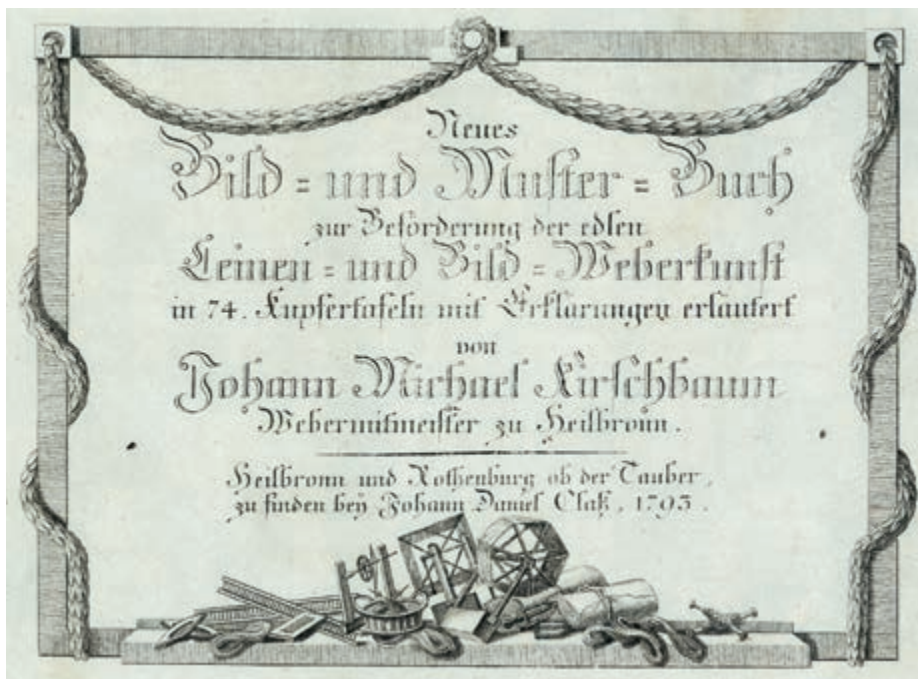 Neues
Bild = und Muster = Buch
zur Beförderung der edlen
Leinen = und Bild = Weberkunst
in 74. Kupfertafeln mit Erklärungen erläutert
von
Johann Michael Kirschbaum
Webermitmeister zu Heilbronn.
Heilbronn und Rothenburg ob der Tauber,
zu finden bey Johann Daniel Claß, 1793.